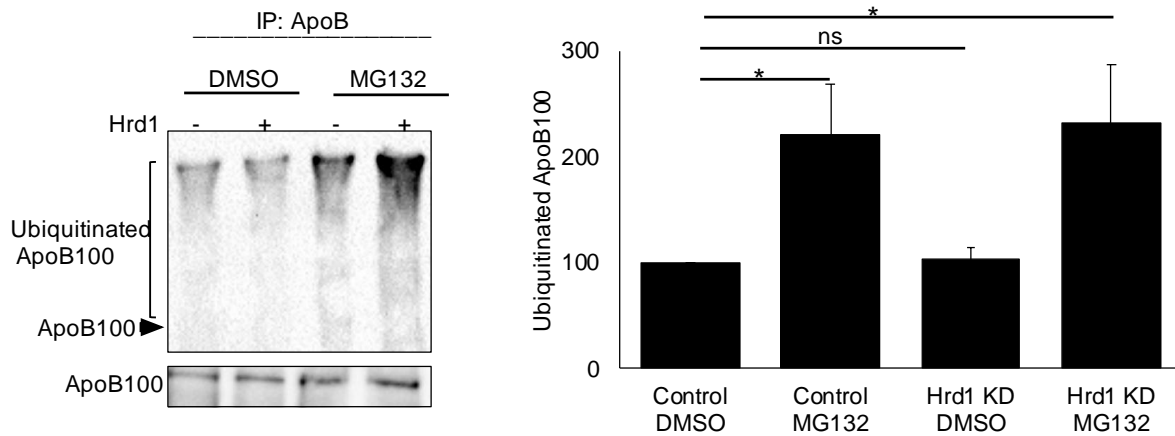 IP: ApoB
DMSO MG132
Hrd1 - + - +
Ubiquitinated
ApoB100
ApoB100
ApoB100
*
ns
*
Ubiquitinated ApoB100
300
200
100
0
Control
DMSO
Control
MG132
Hrd1 KD
DMSO
Hrd1 KD
MG132